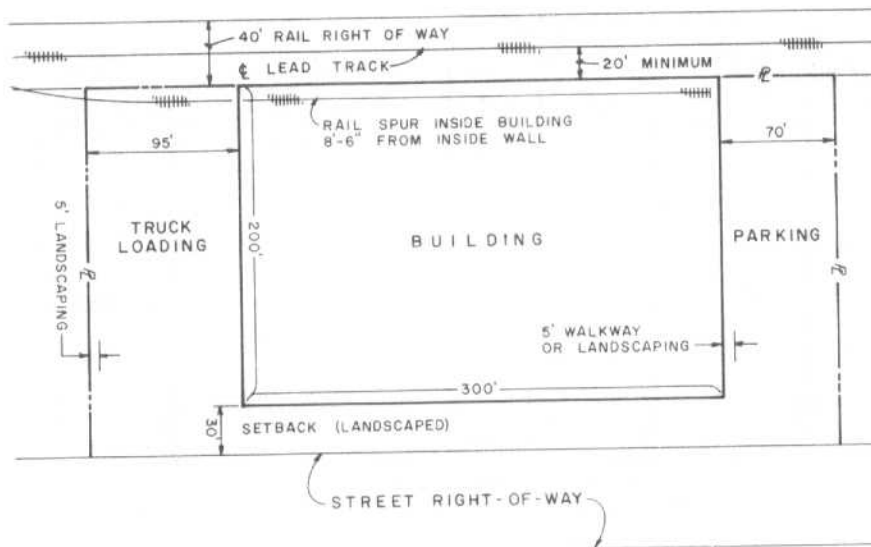 40' RAIL RIGHT OF WAY
℄ LEAD TRACK
20' MINIMUM
℄
RAIL SPUR INSIDE BUILDING
8'-6" FROM INSIDE WALL
95'
70'
5' LANDSCAPING
TRUCK
LOADING
200'
BUILDING
PARKING
℄
℄
5' WALKWAY
OR LANDSCAPING
300'
30'
SETBACK (LANDSCAPED)
STREET RIGHT-OF-WAY